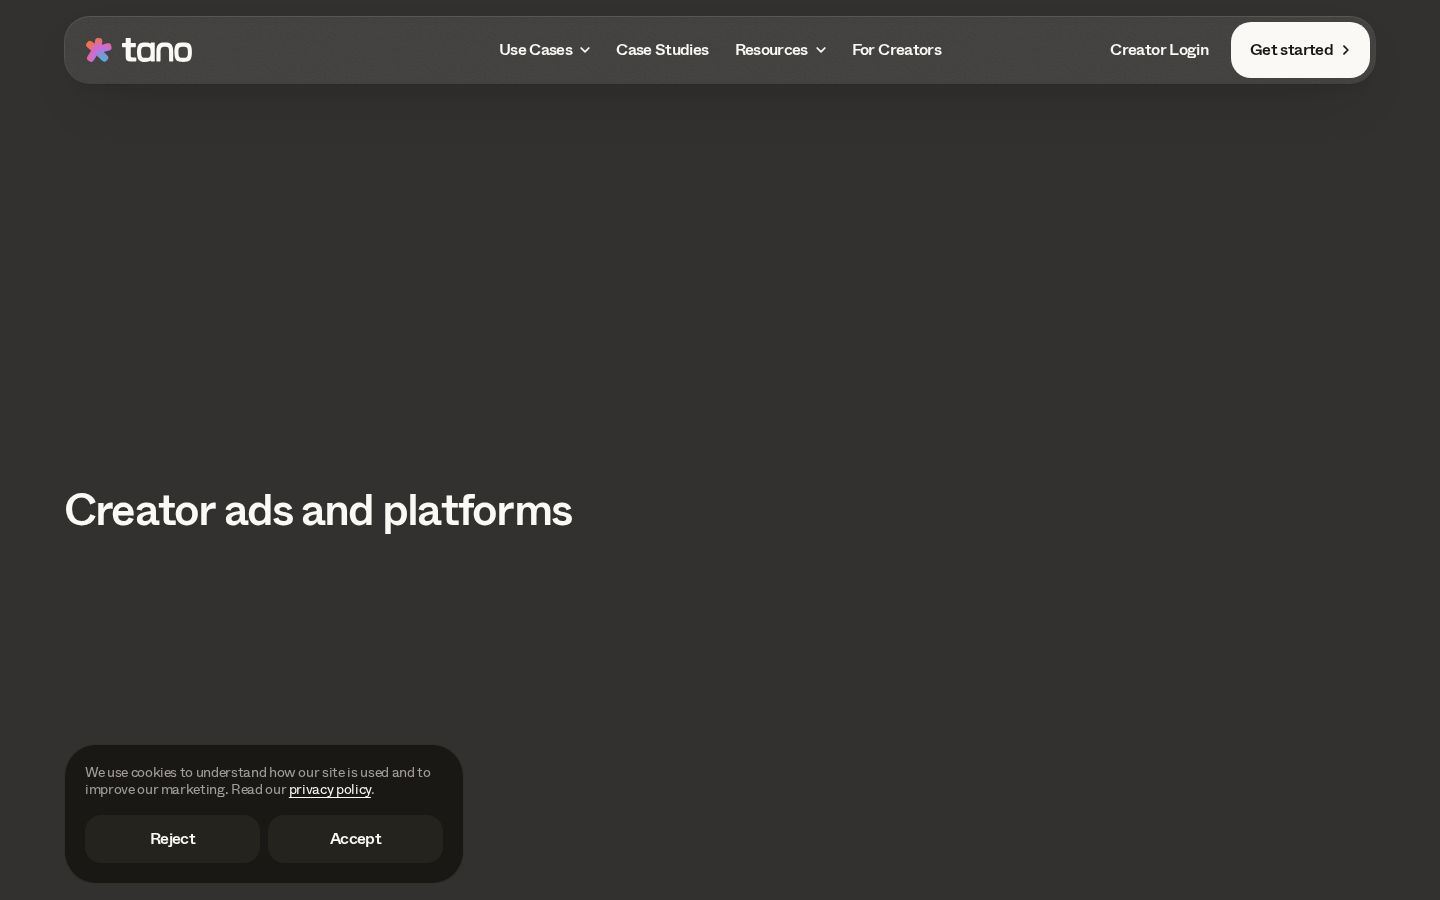 tano
Use Cases
Case Studies
Resources
For Creators
Creator Login
Get started
Creator ads and platforms
We use cookies to understand how our site is used and to
improve our marketing. Read our privacy policy.
Reject
Accept